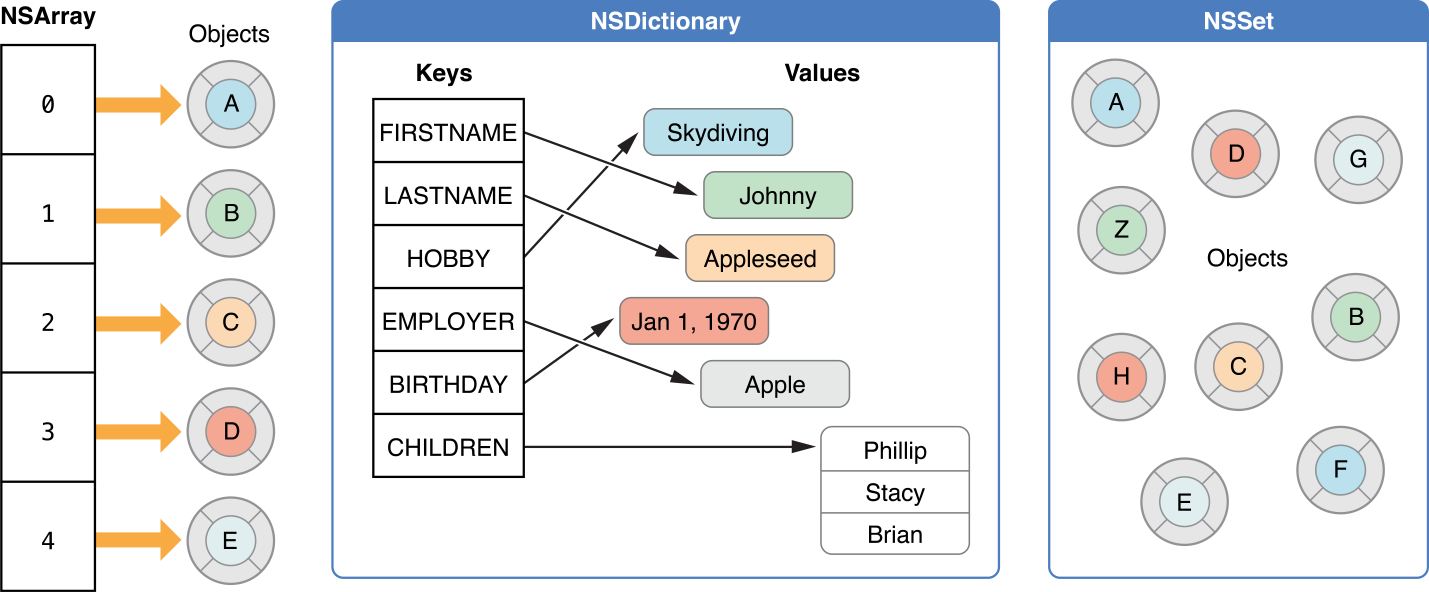 NSArray
Objects
0
A
1
B
2
C
3
D
4
E
NSDictionary
Keys
Values
FIRSTNAME
LASTNAME
HOBBY
EMPLOYER
BIRTHDAY
CHILDREN
Skydiving
Johnny
Appleseed
Jan 1, 1970
Apple
Phillip
Stacy
Brian
NSSet
A
D
G
Z
Objects
B
H
C
F
E